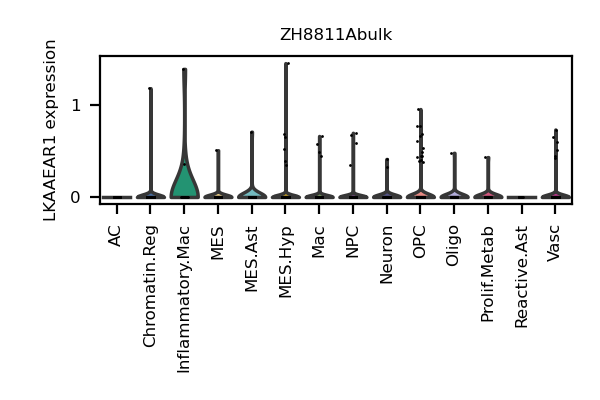 ZH8811Abulk
LKAAEAR1 expression
1
0
AC
Chromatin.Reg
Inflammatory.Mac
MES
MES.Ast
MES.Hyp
Mac
NPC
Neuron
OPC
Oligo
Prolif.Metab
Reactive.Ast
Vasc